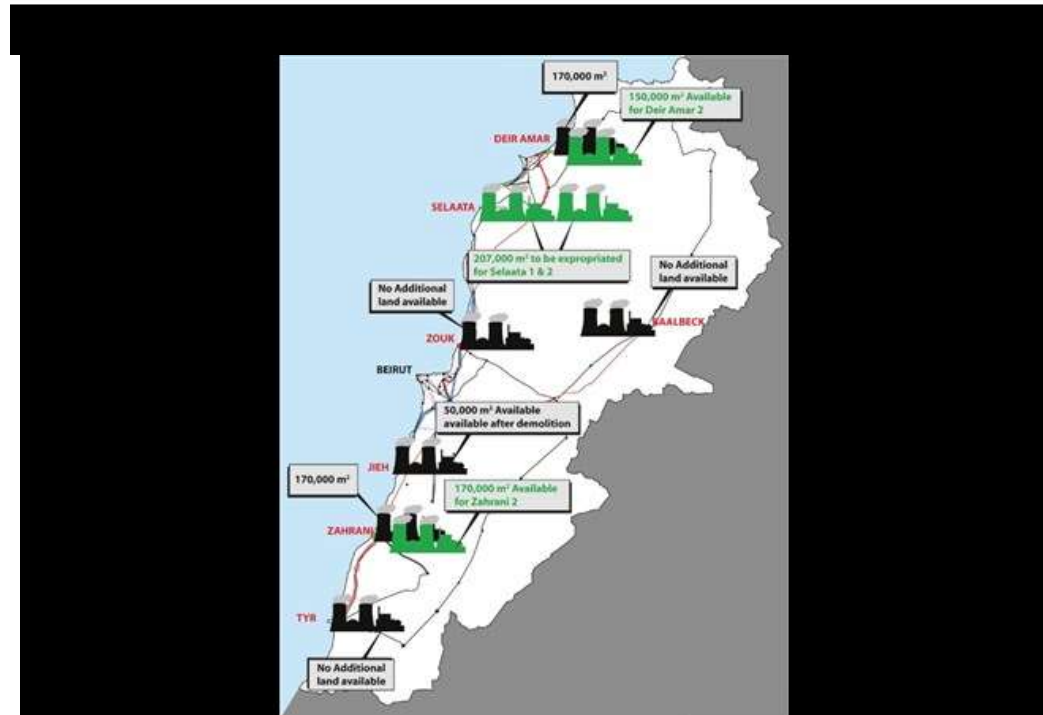 170,000 m²
150,000 m² Available
for Deir Amar 2
DEIR AMAR
SELAATA
207,000 m² to be expropriated
for Selaata 1 & 2
No Additional
land available
No Additional
land available
ZOUK
BAALBECK
BEIRUT
50,000 m² Available
available after demolition
JIEH
170,000 m²
170,000 m² Available
for Zahrani 2
ZAHRANI
TYR
No Additional
land available